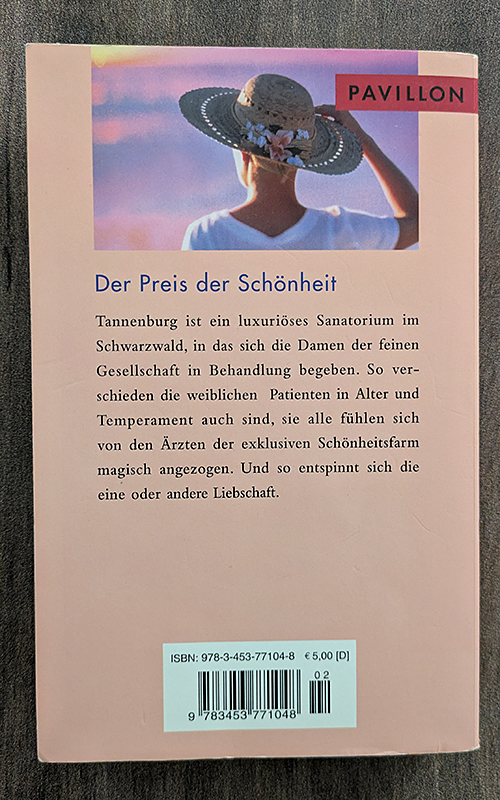 PAVILLON
Der Preis der Schönheit
Tannenburg ist ein luxuriöses Sanatorium im
Schwarzwald, in das sich die Damen der feinen
Gesellschaft in Behandlung begeben. So ver-
schieden die weiblichen Patienten in Alter und
Temperament auch sind, sie alle fühlen sich
von den Ärzten der exklusiven Schönheitsfarm
magisch angezogen. Und so entspinnt sich die
eine oder andere Liebschaft.
ISBN: 978-3-453-77104-8 € 5,00 [D]
02
9 783453 771048